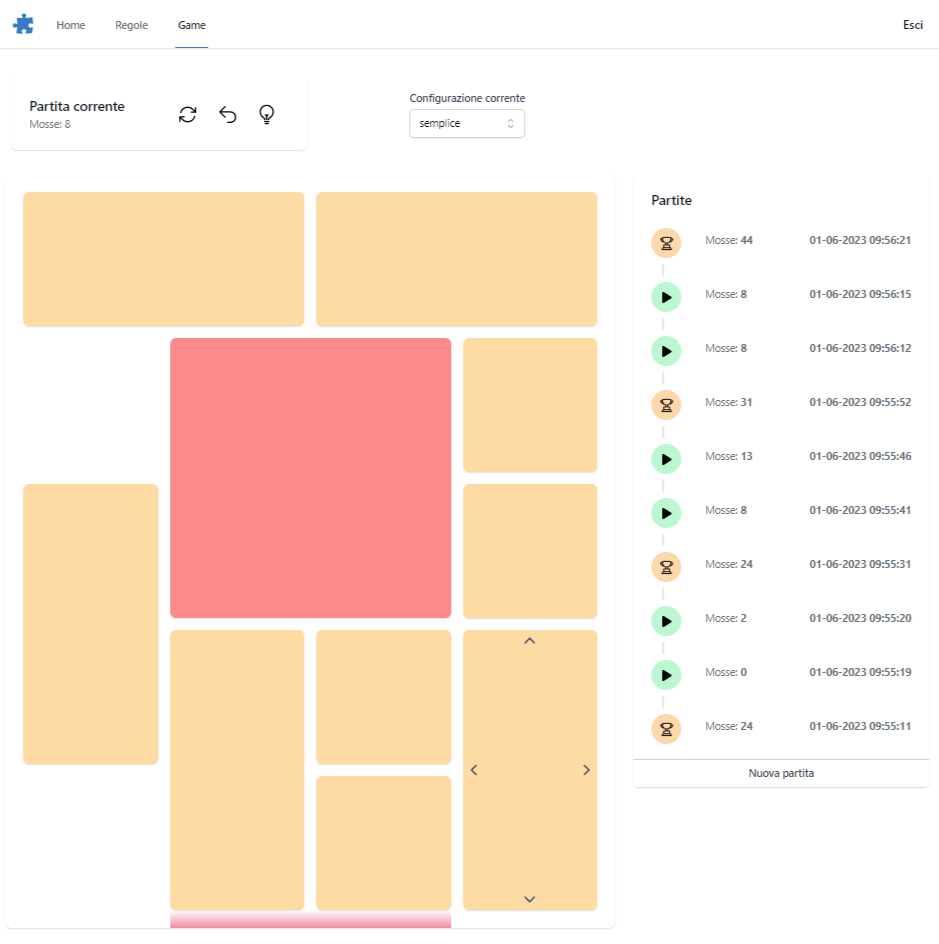 Home Regole Game Esci
Partita corrente
Mosse: 8
Configurazione corrente
semplice
Partite
Mosse: 44 01-06-2023 09:56:21
Mosse: 8 01-06-2023 09:56:15
Mosse: 8 01-06-2023 09:56:12
Mosse: 31 01-06-2023 09:55:52
Mosse: 13 01-06-2023 09:55:46
Mosse: 8 01-06-2023 09:55:41
Mosse: 24 01-06-2023 09:55:31
Mosse: 2 01-06-2023 09:55:20
Mosse: 0 01-06-2023 09:55:19
Mosse: 24 01-06-2023 09:55:11
Nuova partita